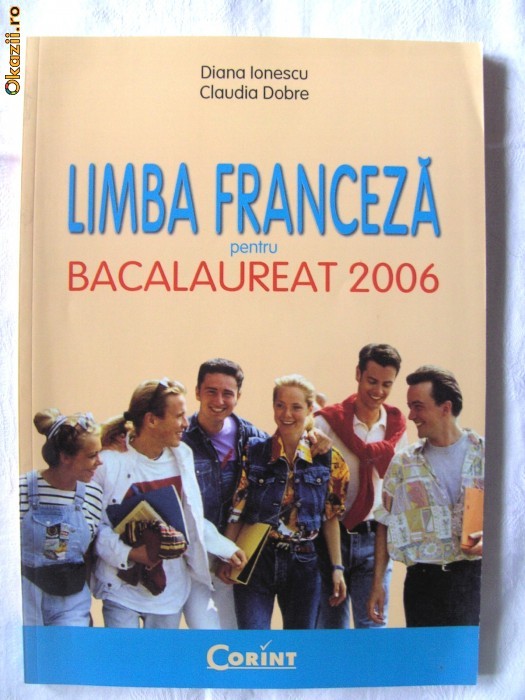 Okazii.ro
Diana Ionescu
Claudia Dobre
LIMBA FRANCEZĂ
pentru
BACALAUREAT 2006
CORINT